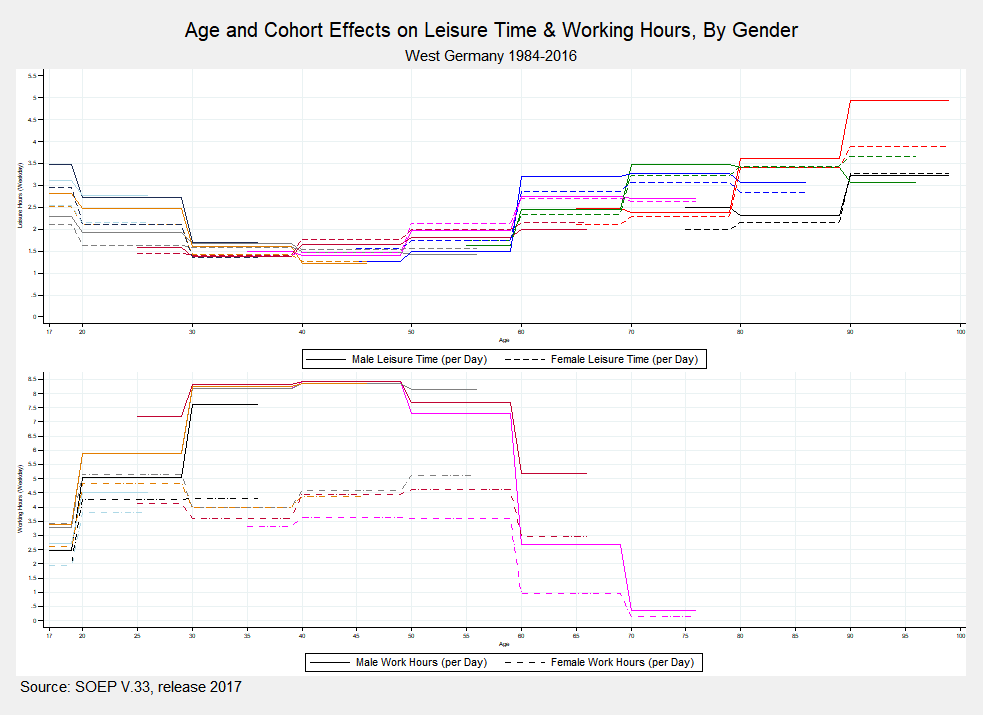 Age and Cohort Effects on Leisure Time & Working Hours, By Gender
West Germany 1984-2016
Leisure Hours (Weekday)
5.5
5
4.5
4
3.5
3
2.5
2
1.5
1
.5
0
17 20 30 40 50 60 70 80 90 100
Age
Male Leisure Time (per Day) Female Leisure Time (per Day)
Working Hours (Weekday)
8.5
8
7.5
7
6.5
6
5.5
5
4.5
4
3.5
3
2.5
2
1.5
1
.5
0
17 20 25 30 35 40 45 50 55 60 65 70 75 80 85 90 95 100
Age
Male Work Hours (per Day) Female Work Hours (per Day)
Source: SOEP V.33, release 2017